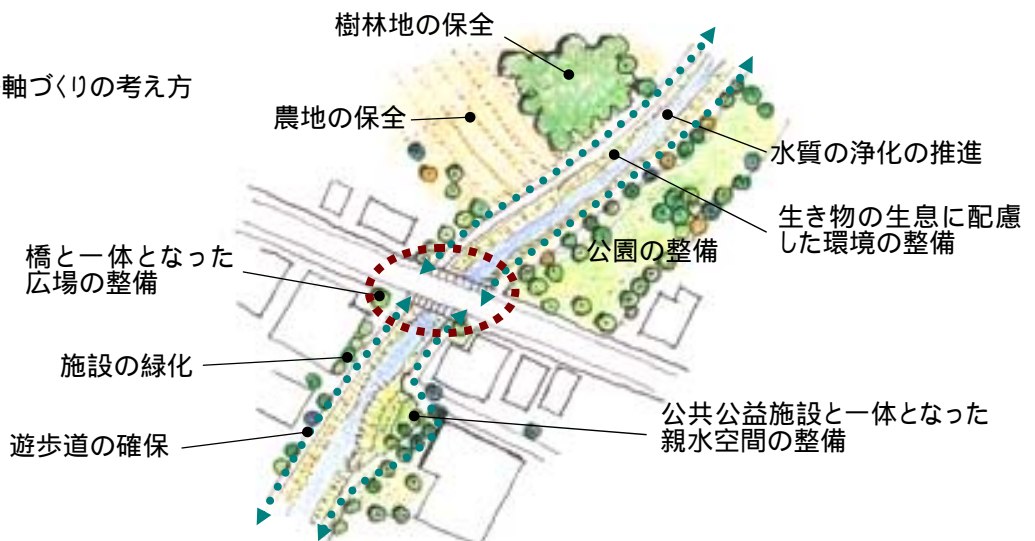 樹林地の保全
軸づくりの考え方
農地の保全
水質の浄化の推進
生き物の生息に配慮
した環境の整備
公園の整備
橋と一体となった
広場の整備
施設の緑化
公共公益施設と一体となった
親水空間の整備
遊歩道の確保